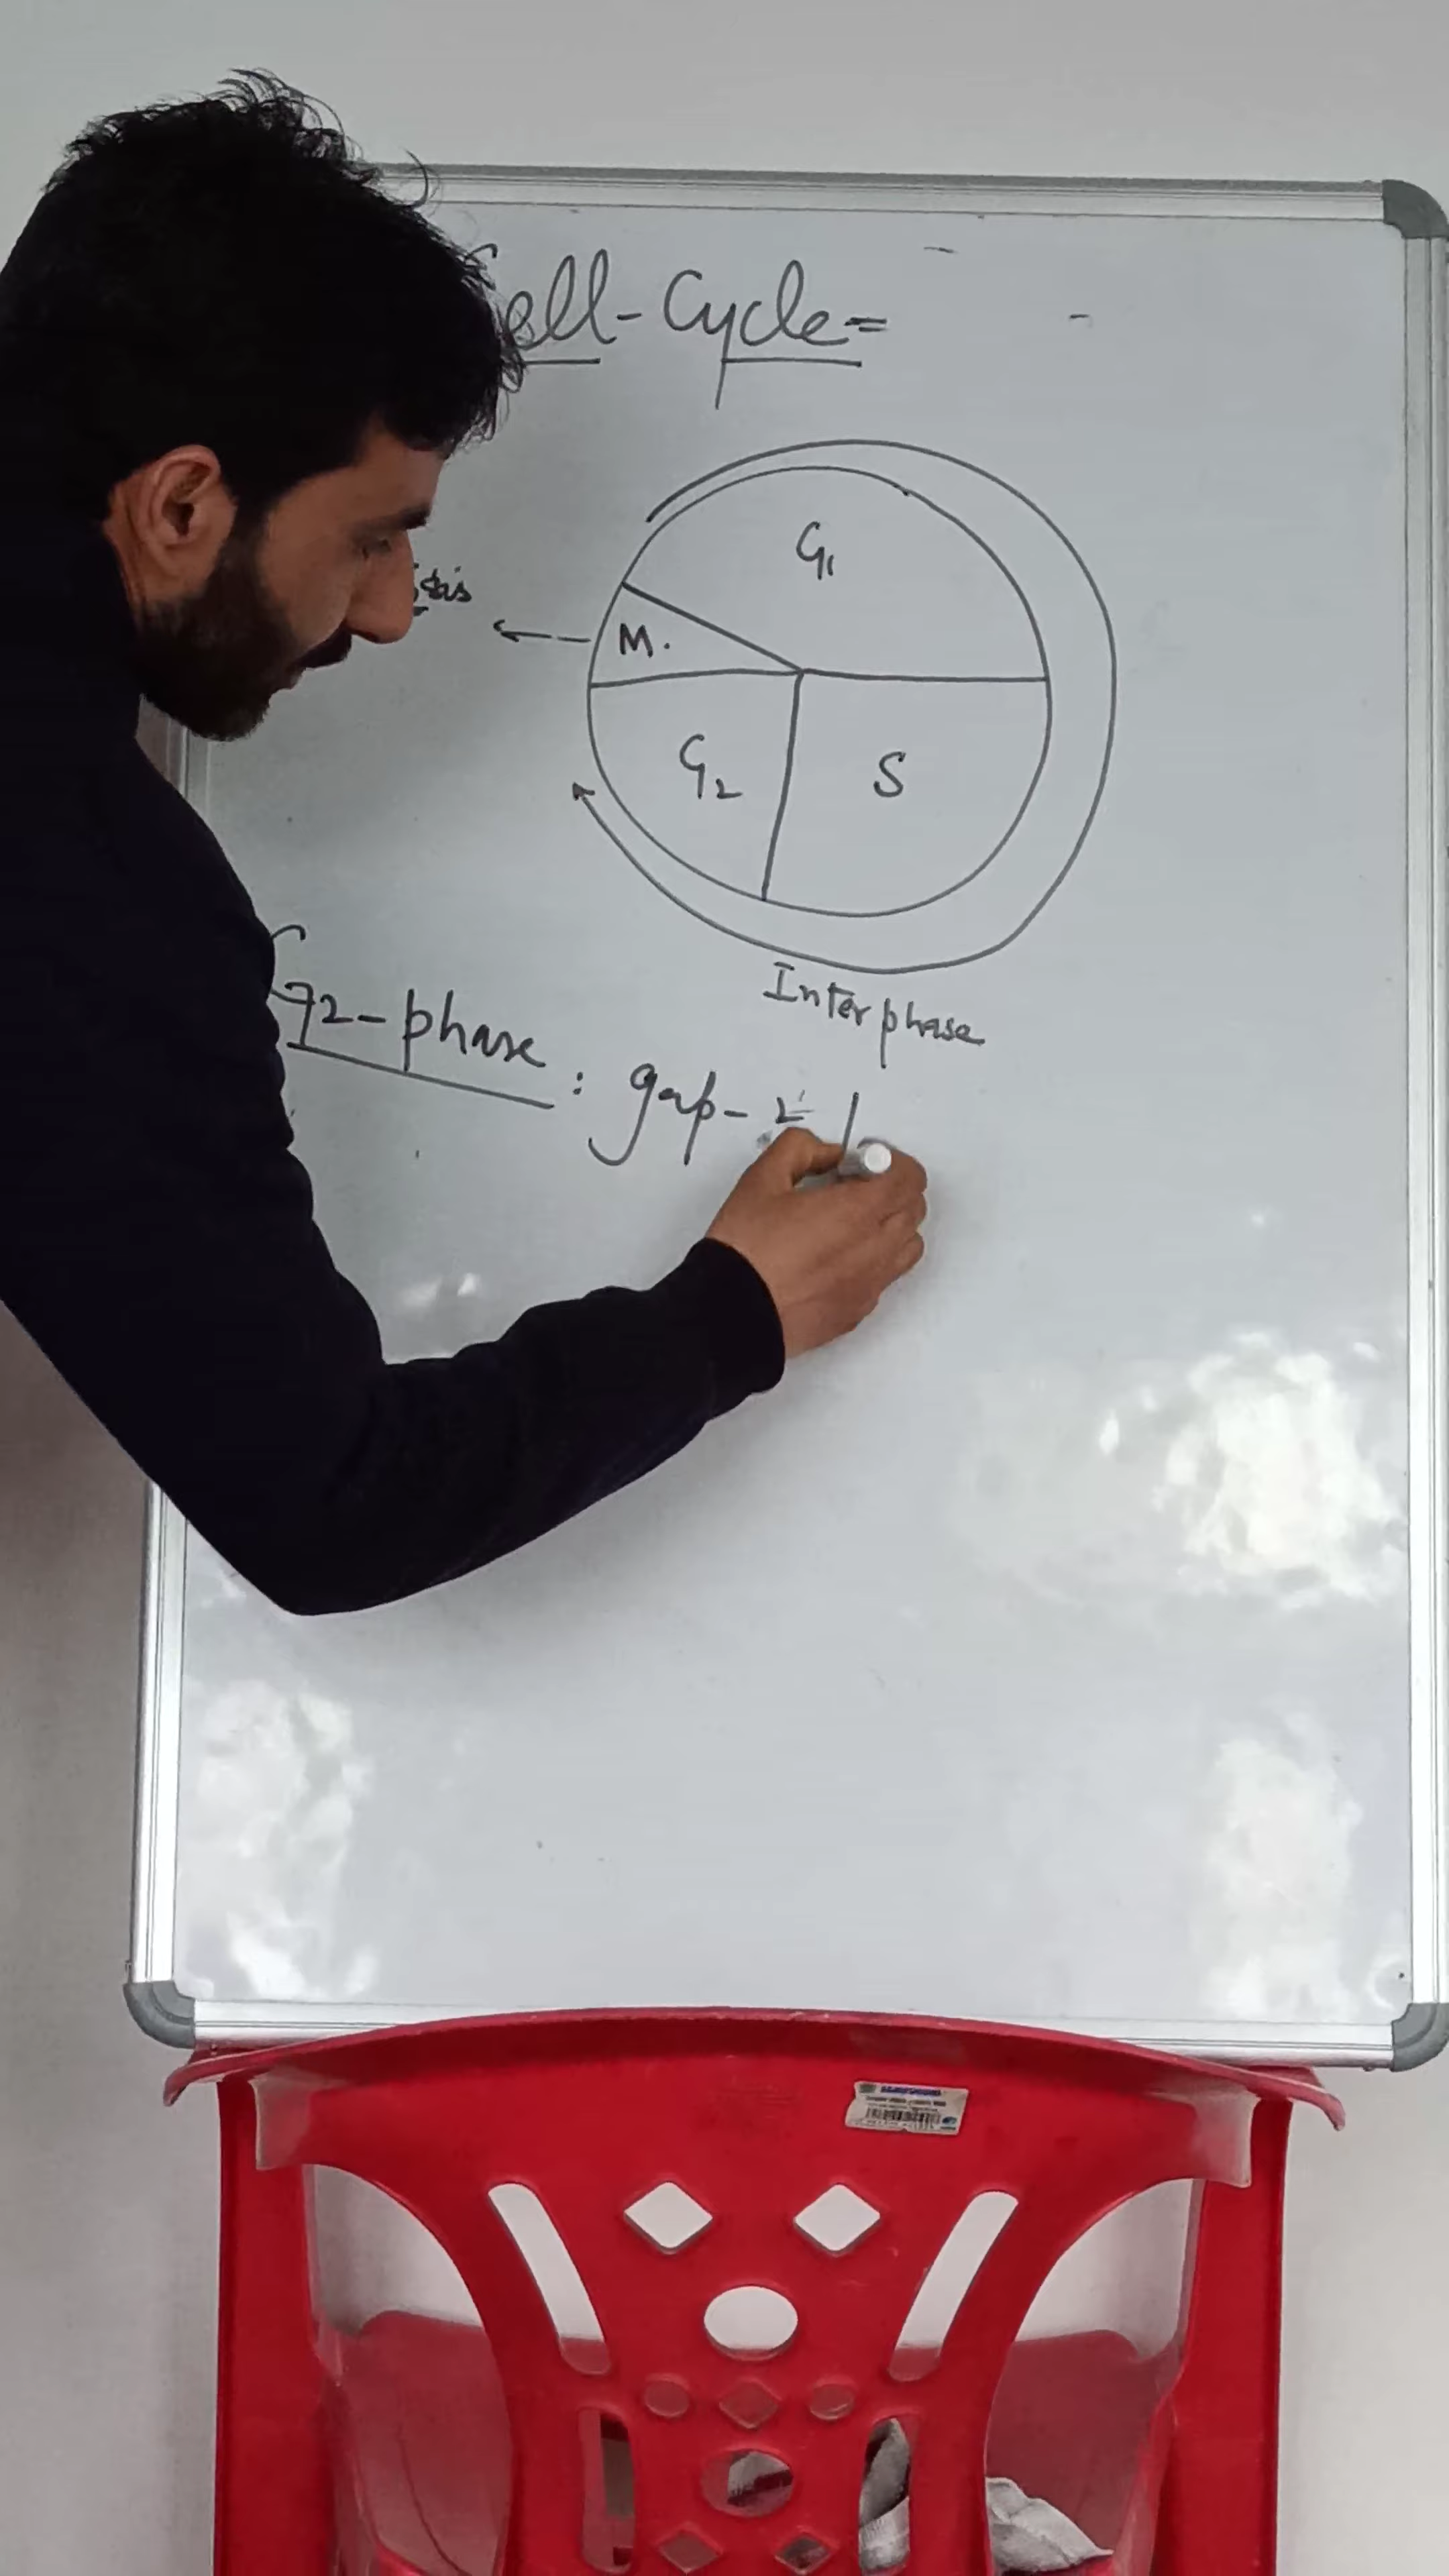 Cell-Cycle=
G1
M.
G2
S
Interphase
G2-phase : gap-2